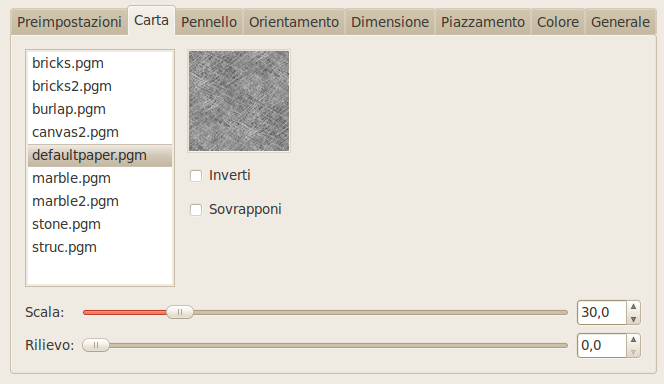 Preimpostazioni Carta Pennello Orientamento Dimensione Piazzamento Colore Generale
bricks.pgm
bricks2.pgm
burlap.pgm
canvas2.pgm
defaultpaper.pgm
marble.pgm
marble2.pgm
stone.pgm
struc.pgm
Inverti
Sovrapponi
Scala: 30,0
Rilievo: 0,0